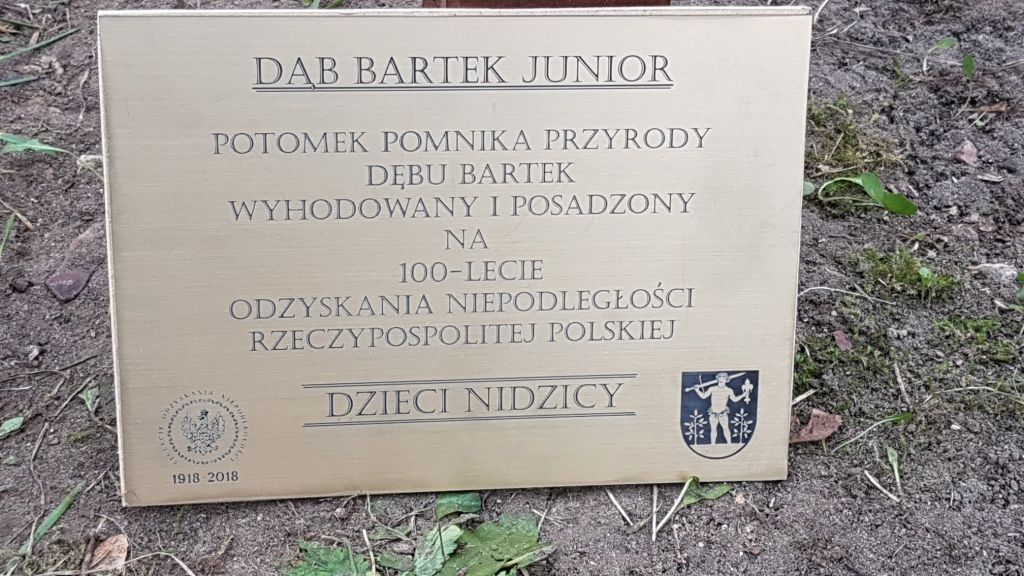 DĄB BARTEK JUNIOR
POTOMEK POMNIKA PRZYRODY
DĘBU BARTEK
WYHODOWANY I POSADZONY
NA
100-LECIE
ODZYSKANIA NIEPODLEGŁOŚCI
RZECZYPOSPOLITEJ POLSKIEJ
DZIECI NIDZICY
1918-2018